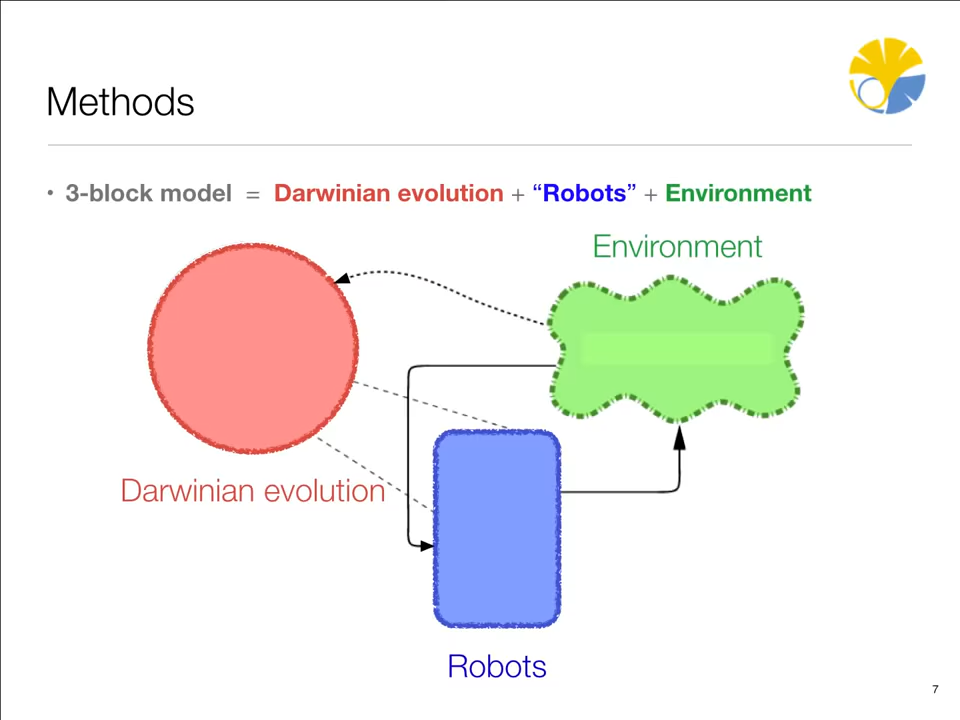 Methods
• 3-block model = Darwinian evolution + “Robots” + Environment
Environment
Darwinian evolution
Robots
7